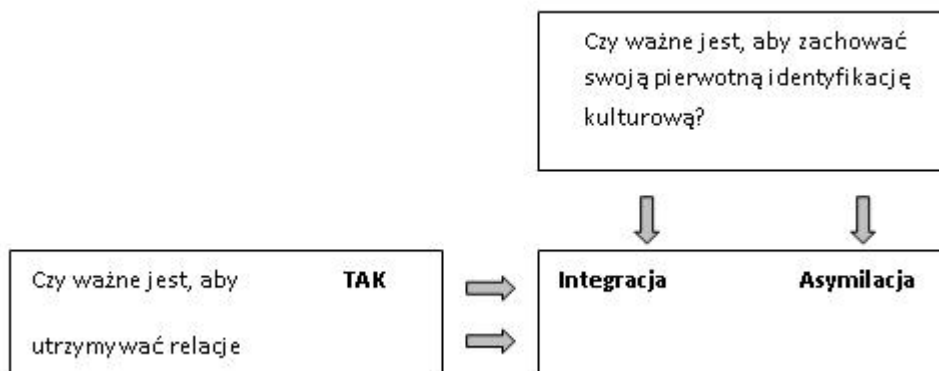 Czy ważne jest, aby zachować
swoją pierwotną identyfikację
kulturową?
Czy ważne jest, aby TAK
utrzymywać relacje
Integracja Asymilacja